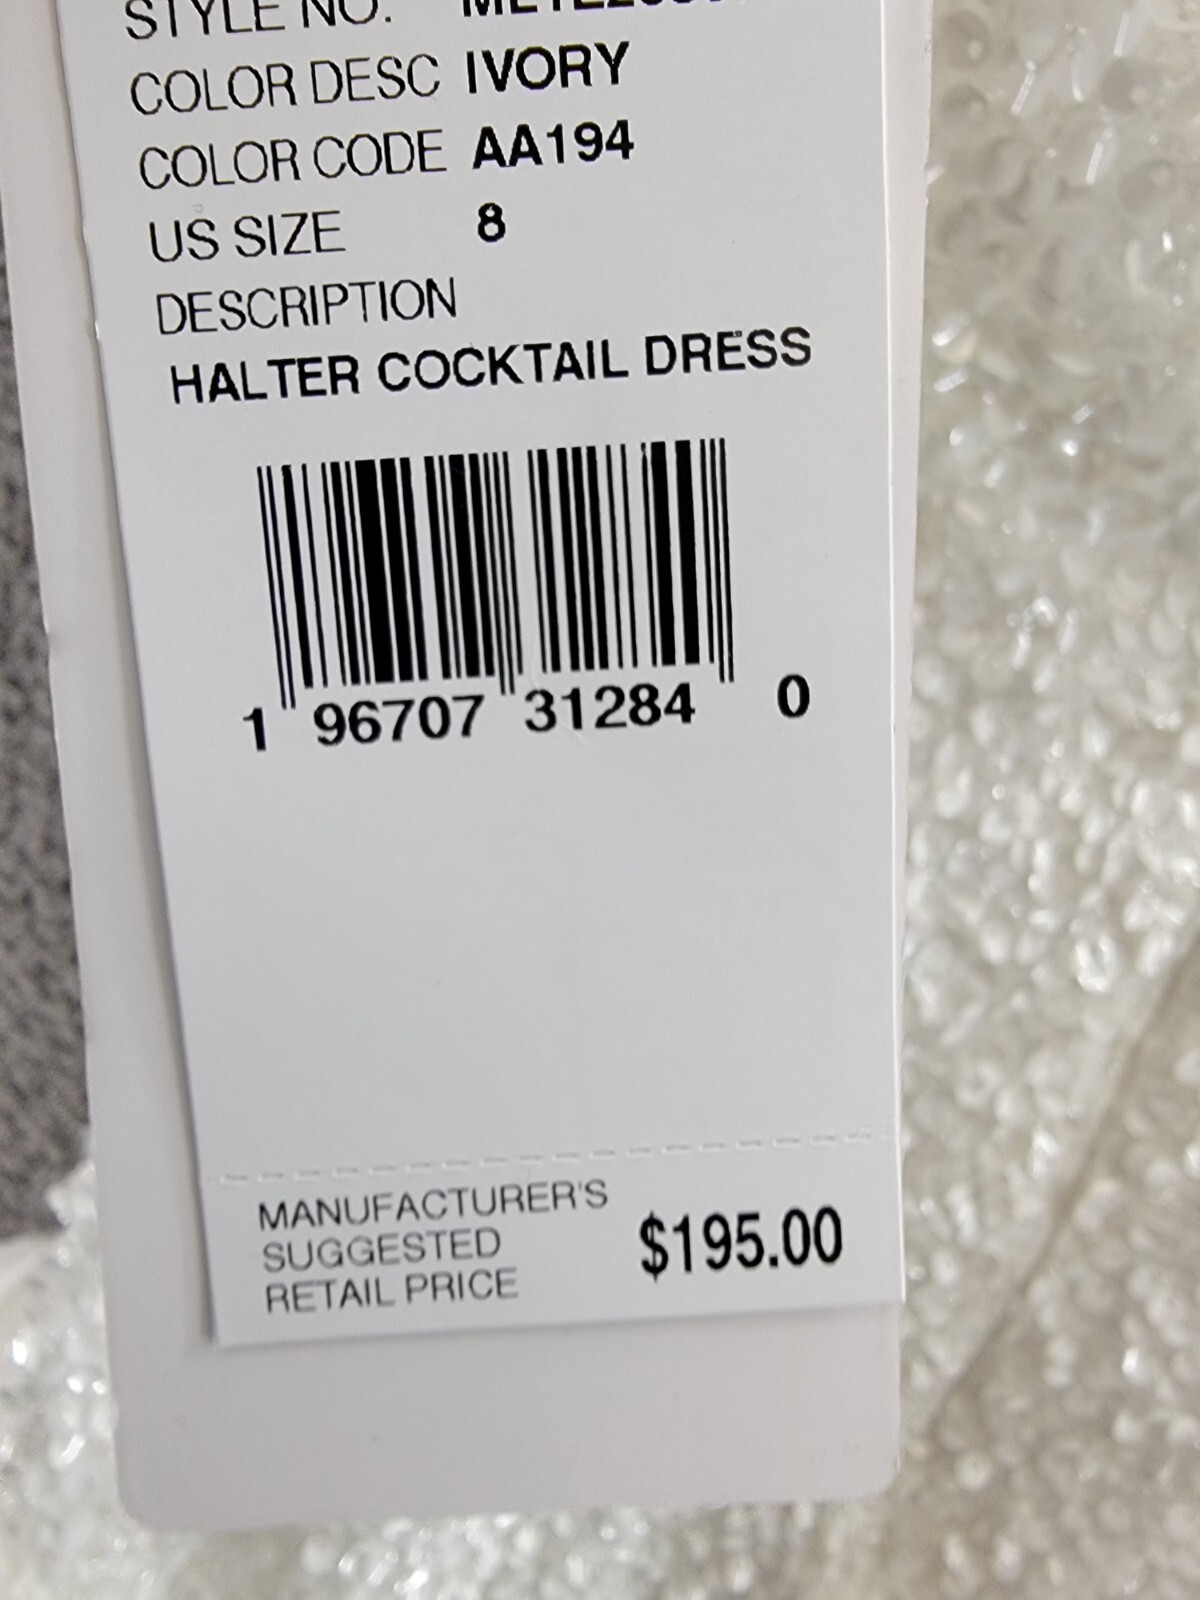 STYLE NO.
COLOR DESC IVORY
COLOR CODE AA194
US SIZE 8
DESCRIPTION
HALTER COCKTAIL DRESS
1 96707 31284 0
MANUFACTURER'S
SUGGESTED
RETAIL PRICE
$195.00